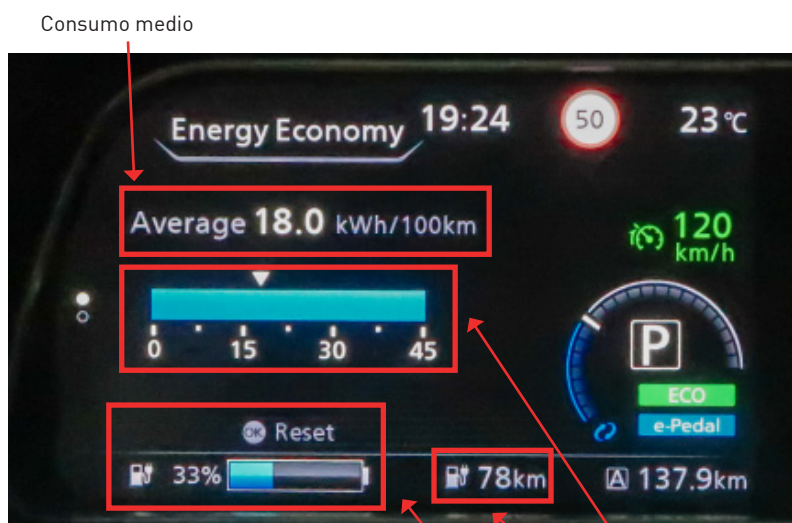 Consumo medio
Energy Economy 19:24 50 23°C
Average 18.0 kWh/100km
120
km/h
0 15 30 45
P
ECO
OK Reset
e-Pedal
33% 78km A 137.9km